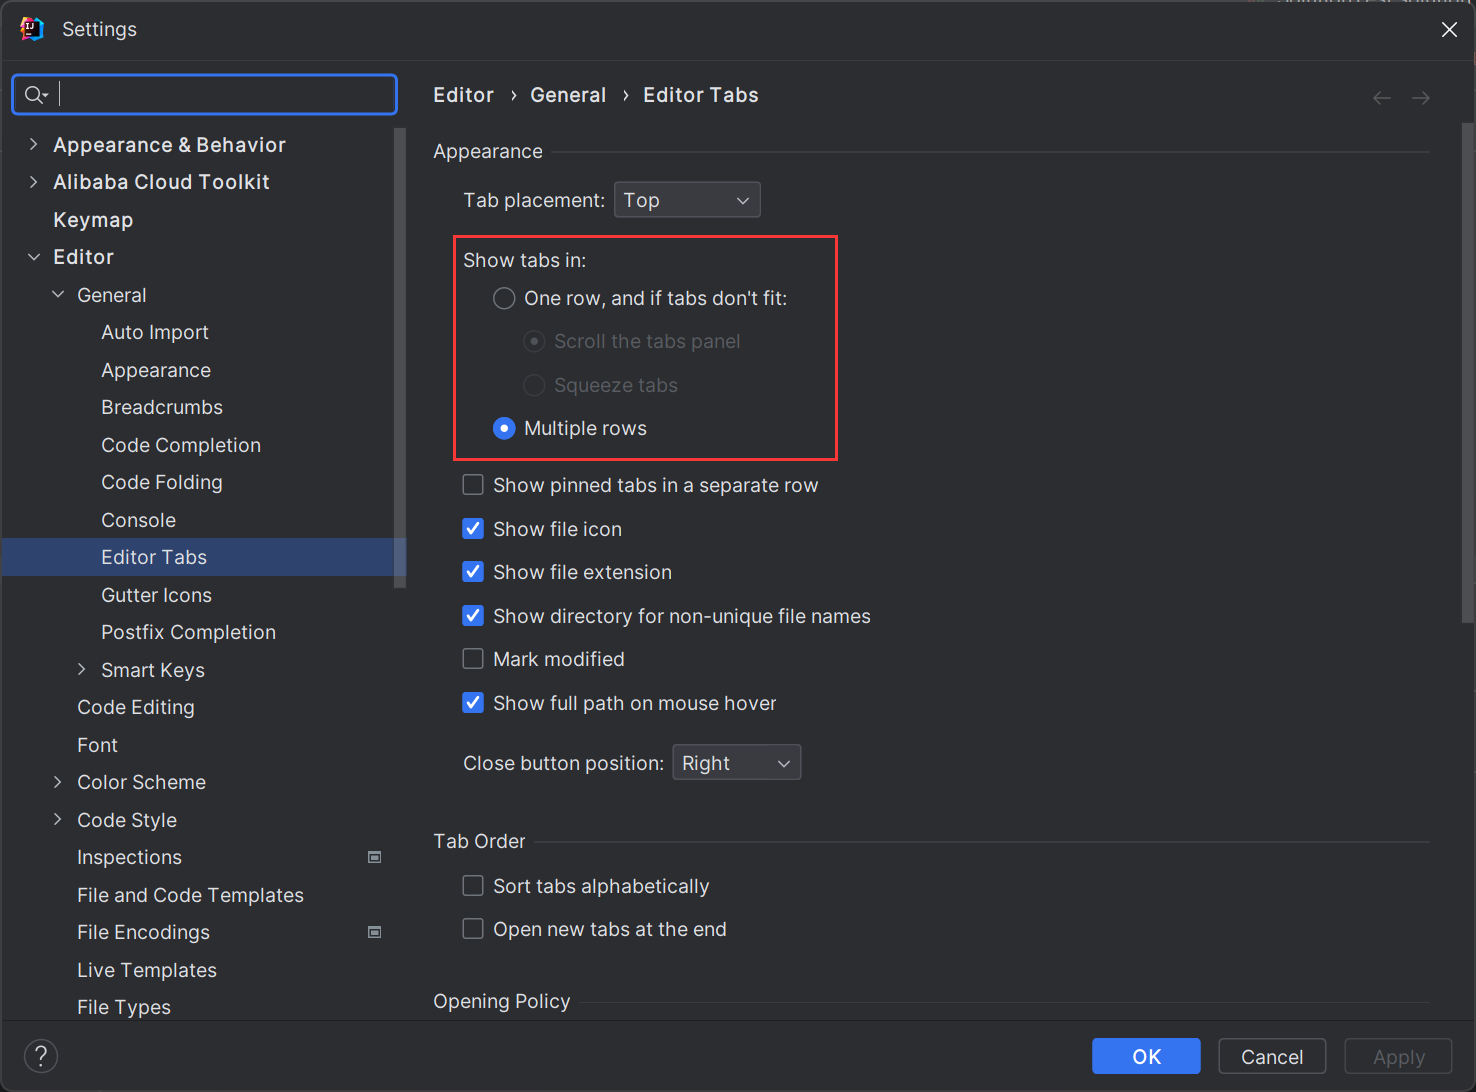 Settings
Editor › General › Editor Tabs
Appearance & Behavior
Alibaba Cloud Toolkit
Keymap
Editor
General
Auto Import
Appearance
Breadcrumbs
Code Completion
Code Folding
Console
Editor Tabs
Gutter Icons
Postfix Completion
Smart Keys
Code Editing
Font
Color Scheme
Code Style
Inspections
File and Code Templates
File Encodings
Live Templates
File Types
Appearance
Tab placement: Top
Show tabs in:
One row, and if tabs don't fit:
Scroll the tabs panel
Squeeze tabs
Multiple rows
Show pinned tabs in a separate row
Show file icon
Show file extension
Show directory for non-unique file names
Mark modified
Show full path on mouse hover
Close button position: Right
Tab Order
Sort tabs alphabetically
Open new tabs at the end
Opening Policy
?
OK Cancel Apply